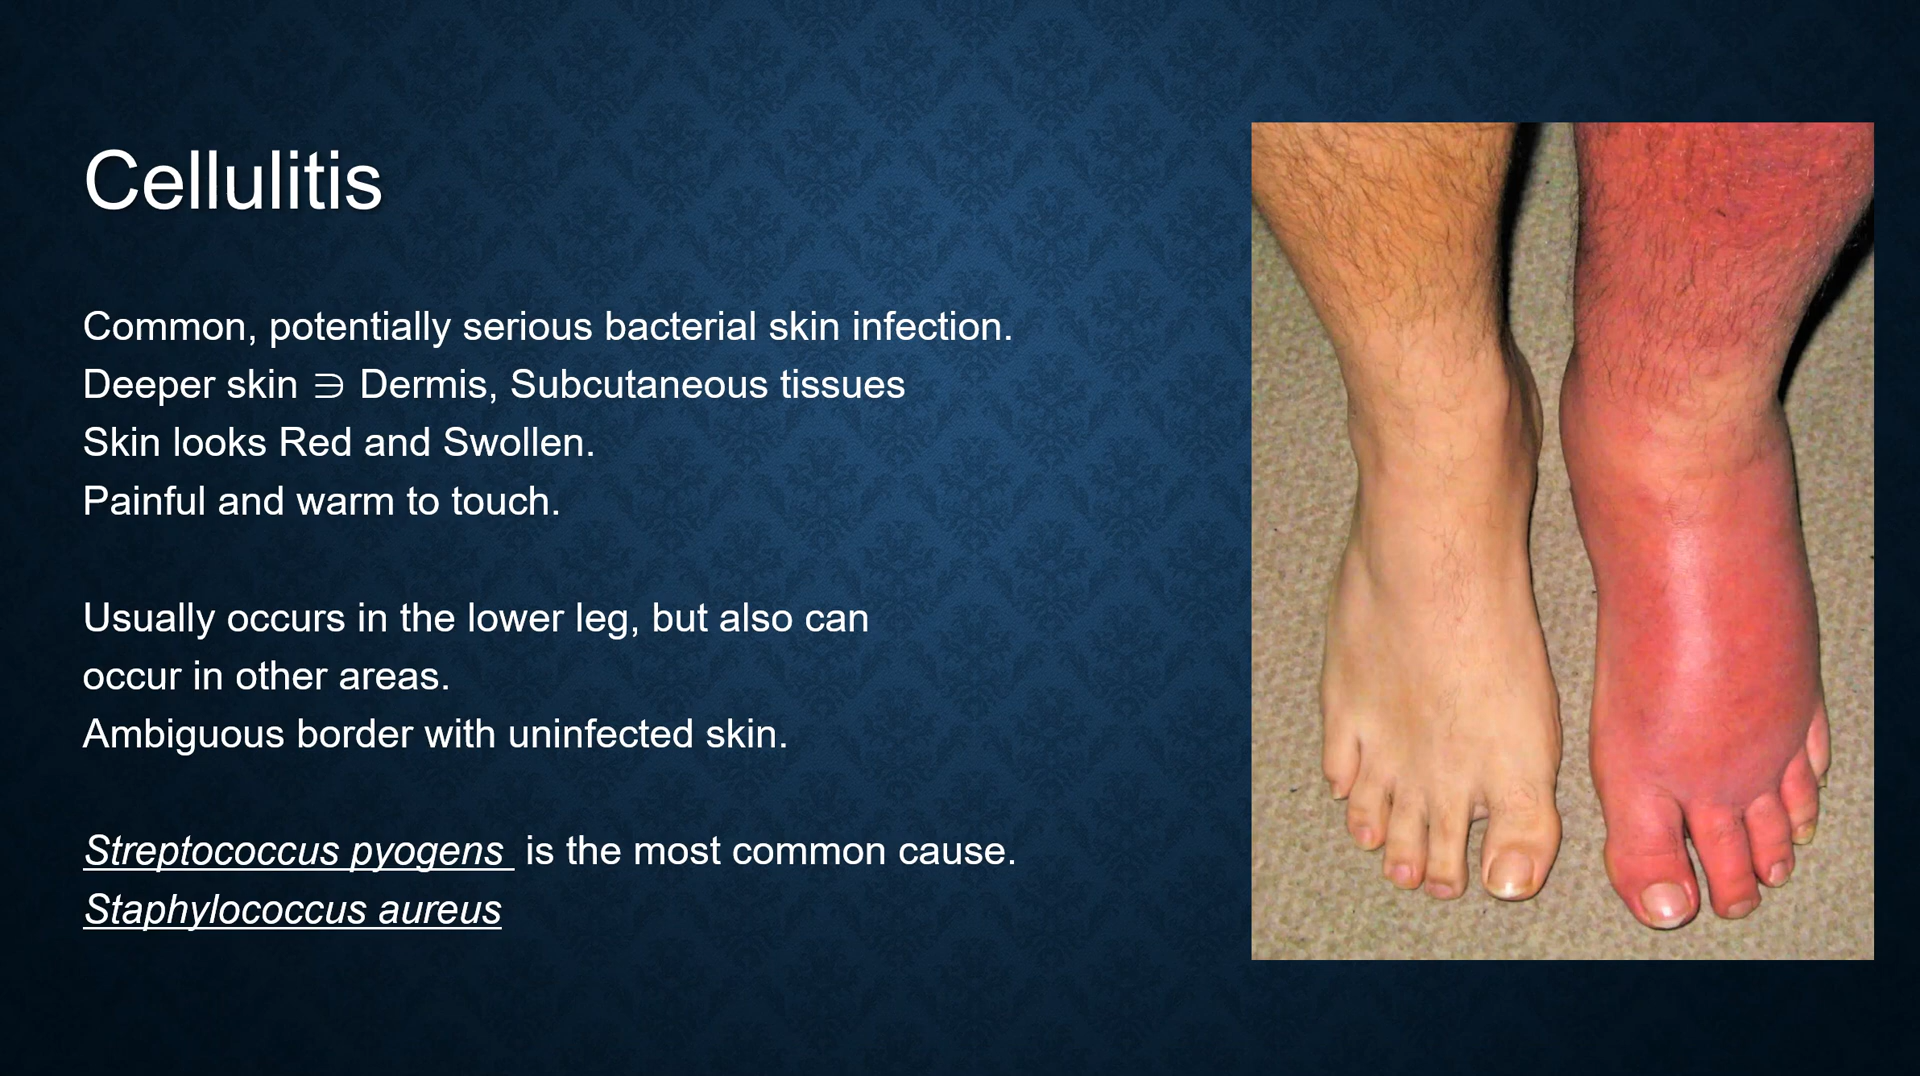 Cellulitis
Common, potentially serious bacterial skin infection.
Deeper skin ∋ Dermis, Subcutaneous tissues
Skin looks Red and Swollen.
Painful and warm to touch.
Usually occurs in the lower leg, but also can
occur in other areas.
Ambiguous border with uninfected skin.
Streptococcus pyogens is the most common cause.
Staphylococcus aureus